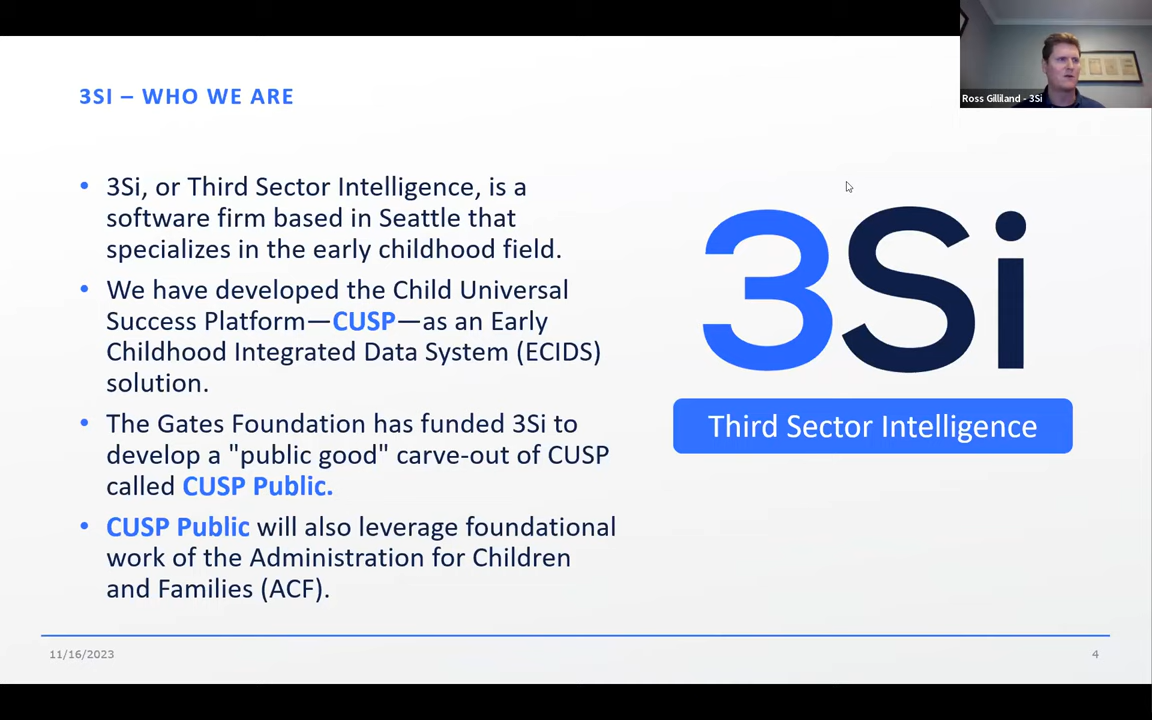 Ross Gilliland - 3Si
3SI – WHO WE ARE
• 3Si, or Third Sector Intelligence, is a
software firm based in Seattle that
specializes in the early childhood field.
• We have developed the Child Universal
Success Platform—CUSP—as an Early
Childhood Integrated Data System (ECIDS)
solution.
• The Gates Foundation has funded 3Si to
develop a "public good" carve-out of CUSP
called CUSP Public.
• CUSP Public will also leverage foundational
work of the Administration for Children
and Families (ACF).
3Si
Third Sector Intelligence
11/16/2023
4